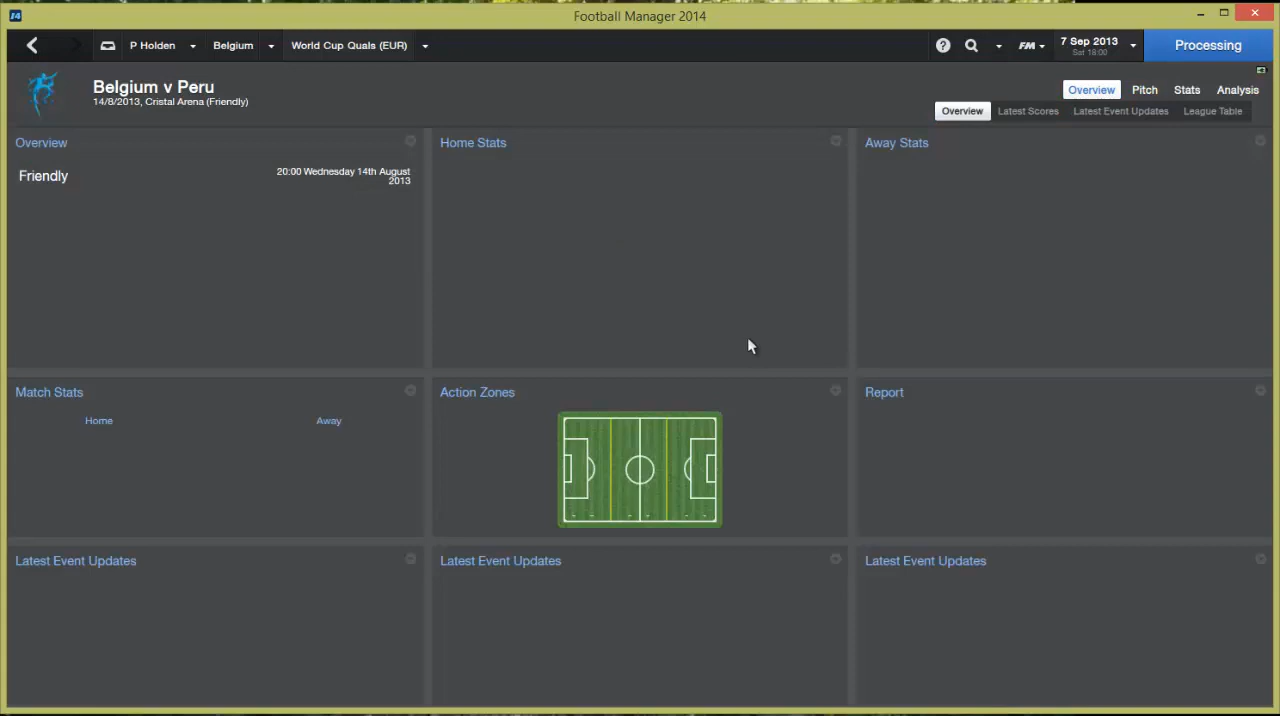 14
Football Manager 2014
P Holden
Belgium
World Cup Quals (EUR)
?
FM
7 Sep 2013
Sat 18:00
Processing
Belgium v Peru
14/8/2013, Cristal Arena (Friendly)
Overview
Pitch
Stats
Analysis
Overview
Latest Scores
Latest Event Updates
League Table
Overview
Friendly
20:00 Wednesday 14th August
2013
Home Stats
Away Stats
Match Stats
Home
Away
Action Zones
Report
Latest Event Updates
Latest Event Updates
Latest Event Updates